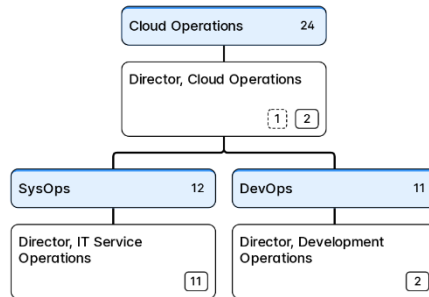 Cloud Operations 24
Director, Cloud Operations
1 2
SysOps 12
DevOps 11
Director, IT Service
Operations
11
Director, Development
Operations
2